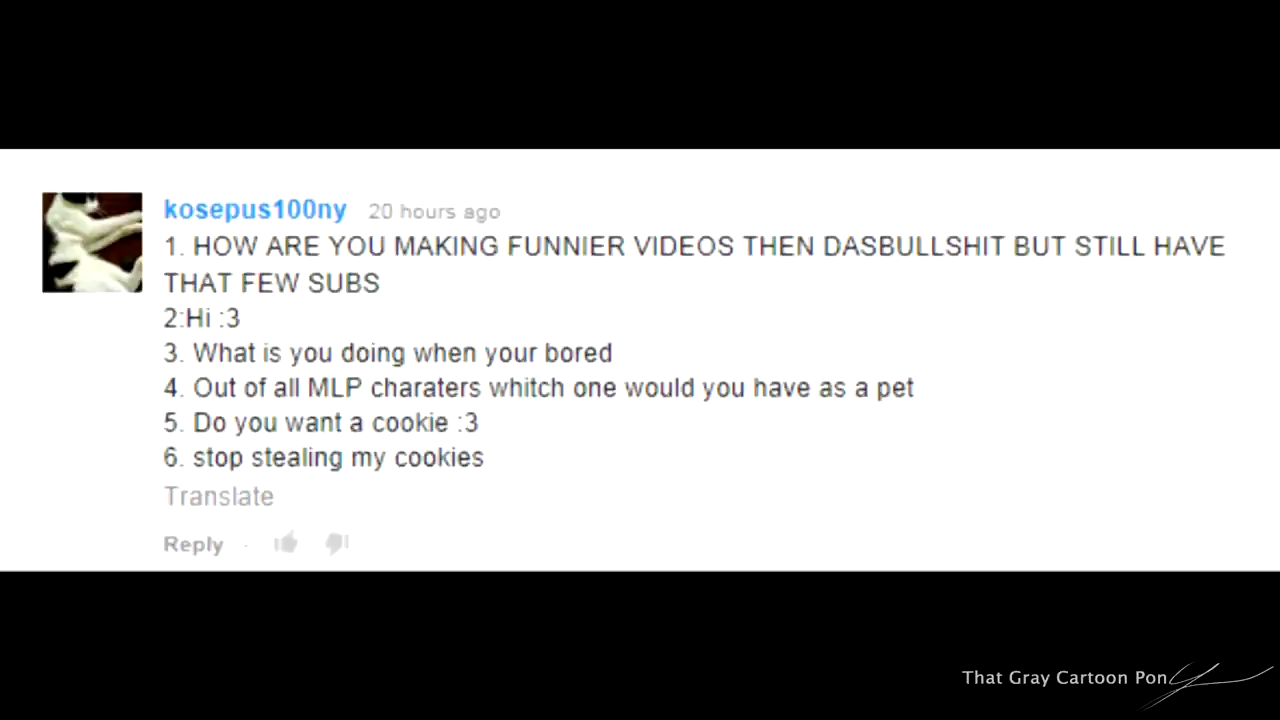 kosepus100ny 20 hours ago
1. HOW ARE YOU MAKING FUNNIER VIDEOS THEN DASBULLSHIT BUT STILL HAVE
THAT FEW SUBS
2:Hi :3
3. What is you doing when your bored
4. Out of all MLP charaters whitch one would you have as a pet
5. Do you want a cookie :3
6. stop stealing my cookies
Translate
Reply ·
That Gray Cartoon Pony